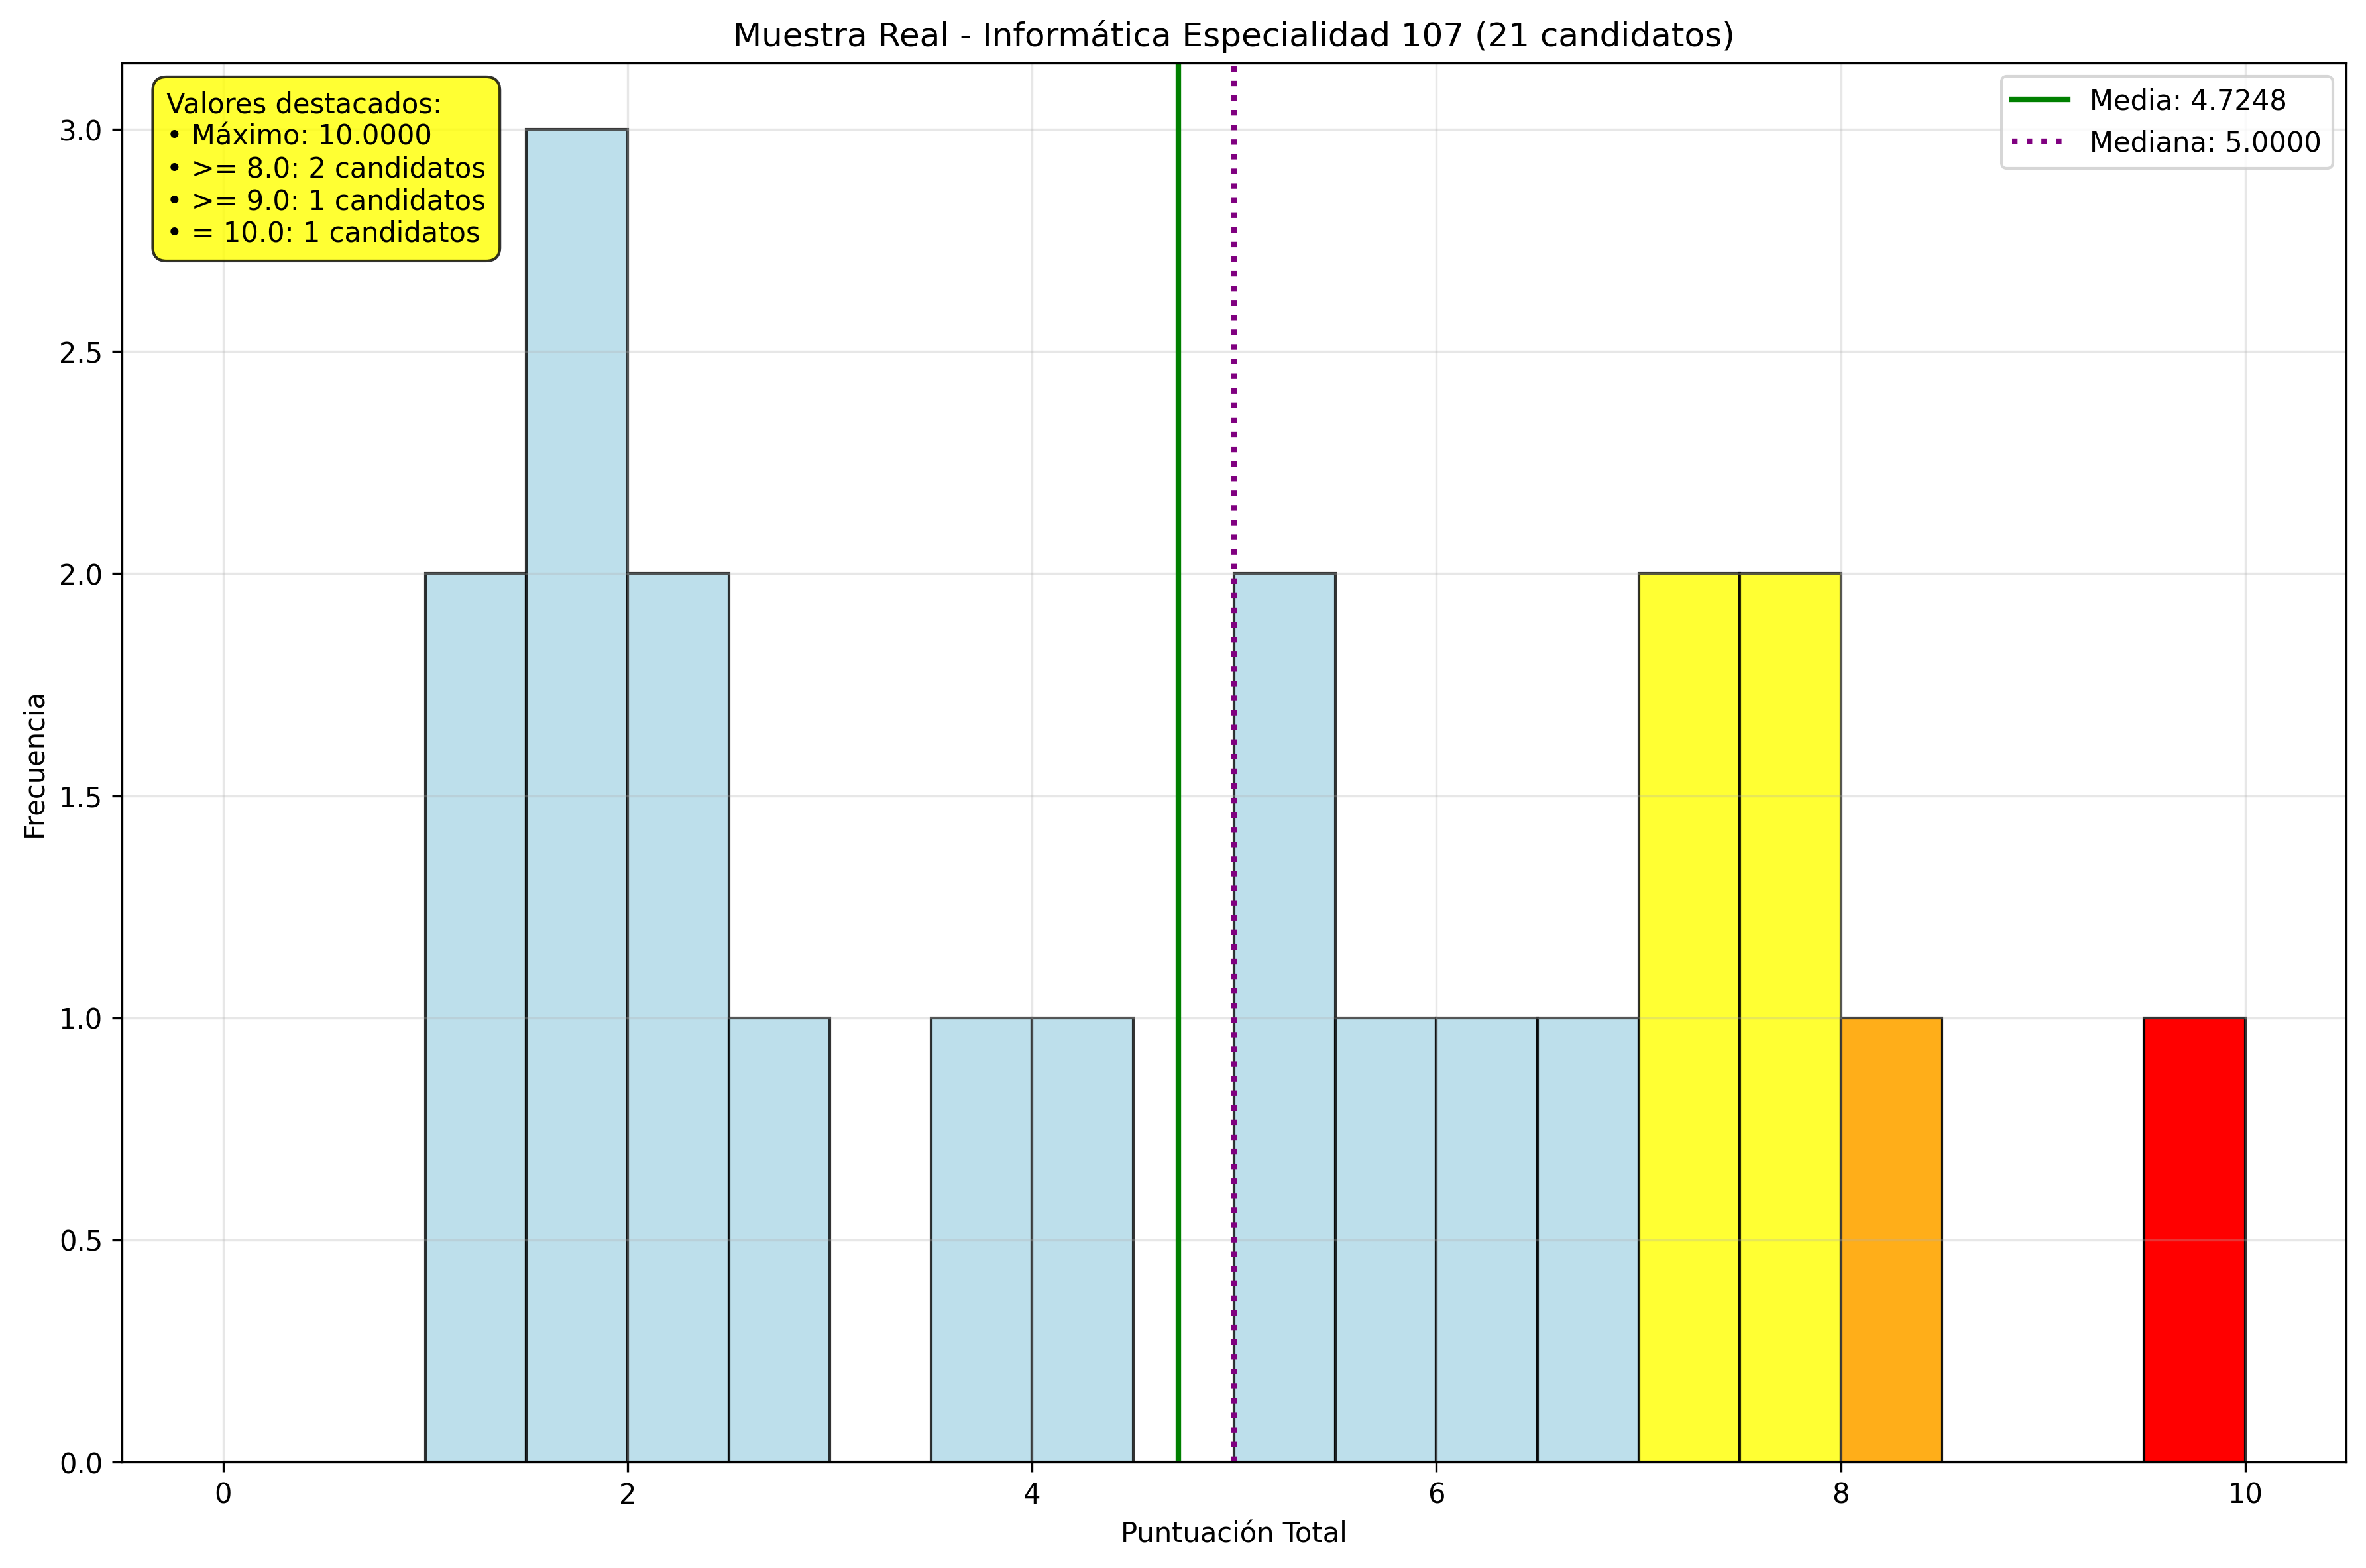 Muestra Real - Informática Especialidad 107 (21 candidatos)
Valores destacados:
• Máximo: 10.0000
• >= 8.0: 2 candidatos
• >= 9.0: 1 candidatos
• = 10.0: 1 candidatos
Media: 4.7248
Mediana: 5.0000
Frecuencia
3.0
2.5
2.0
1.5
1.0
0.5
0.0
0 2 4 6 8 10
Puntuación Total